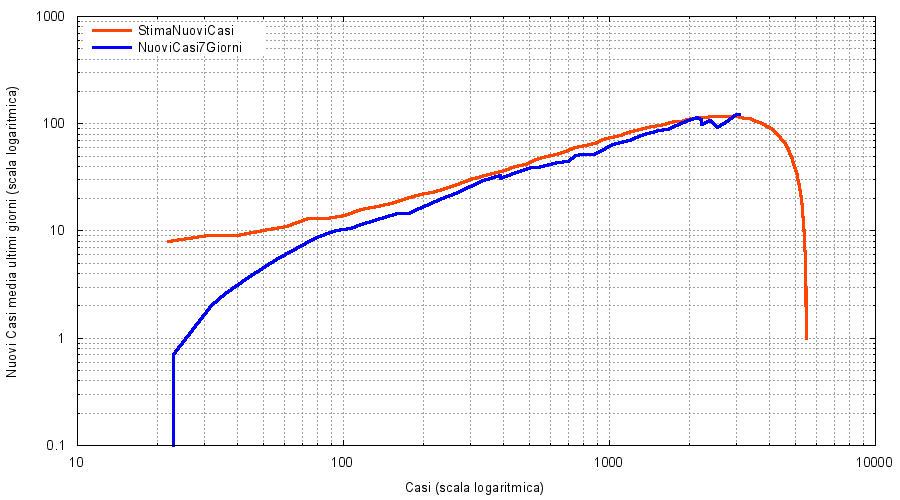 StimaNuoviCasi
NuoviCasi7Giorni
Nuovi Casi media ultimi giorni (scala logaritmica)
1000
100
10
1
0.1
10
100
1000
10000
Casi (scala logaritmica)